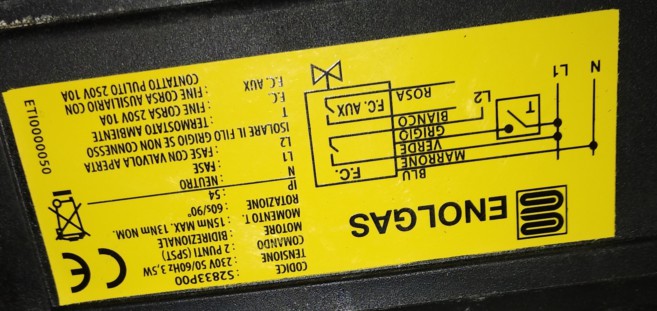 ENOLGAS
CODICE : S2833P00
TENSIONE : 230V 50/60Hz 3,5W
COMANDO : 2 PUNTI (SPST)
MOTORE : BIDIREZIONALE
MOMENTO T. : 15Nm MAX. 13Nm NOM.
ROTAZIONE : 60s/90°
IP : 54
N : NEUTRO
L1 : FASE
L2 : FASE CON VALVOLA APERTA
ISOLARE IL FILO GRIGIO SE NON CONNESSO
T : TERMOSTATO AMBIENTE
F.C. : FINE CORSA 250V 10A
F.C. AUX : FINE CORSA AUSILIARIO CON
CONTATTO PULITO 250V 10A
BLU
MARRONE
VERDE
GRIGIO
BIANCO
ROSA
F.C.
F.C. AUX
L2
T
N
L1
CE
ETI0000050